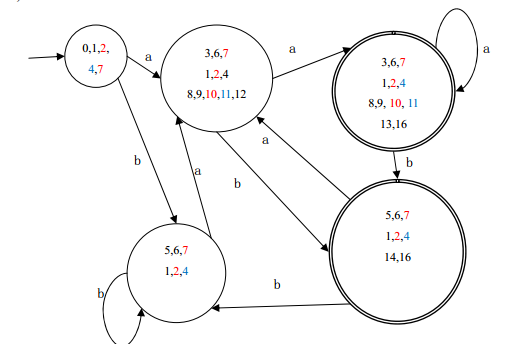 0,1,2,
4,7
a
3,6,7
1,2,4
8,9,10,11,12
a
3,6,7
1,2,4
8,9, 10, 11
13,16
a
b
a
b
a
b
5,6,7
1,2,4
14,16
5,6,7
1,2,4
b
b